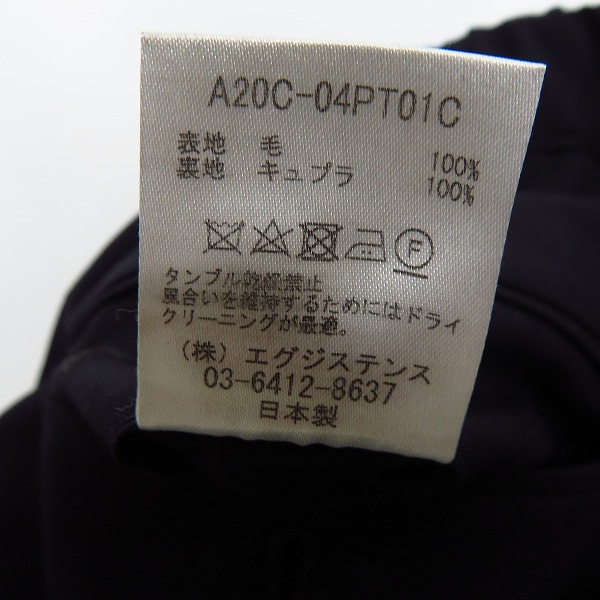 A20C-04PT01C
表地 毛 100%
裏地 キュプラ 100%
F
タンブル乾燥禁止
風合いを維持するためにはドライ
クリーニングが最適。
(株) エグジステンス
03-6412-8637
日本製